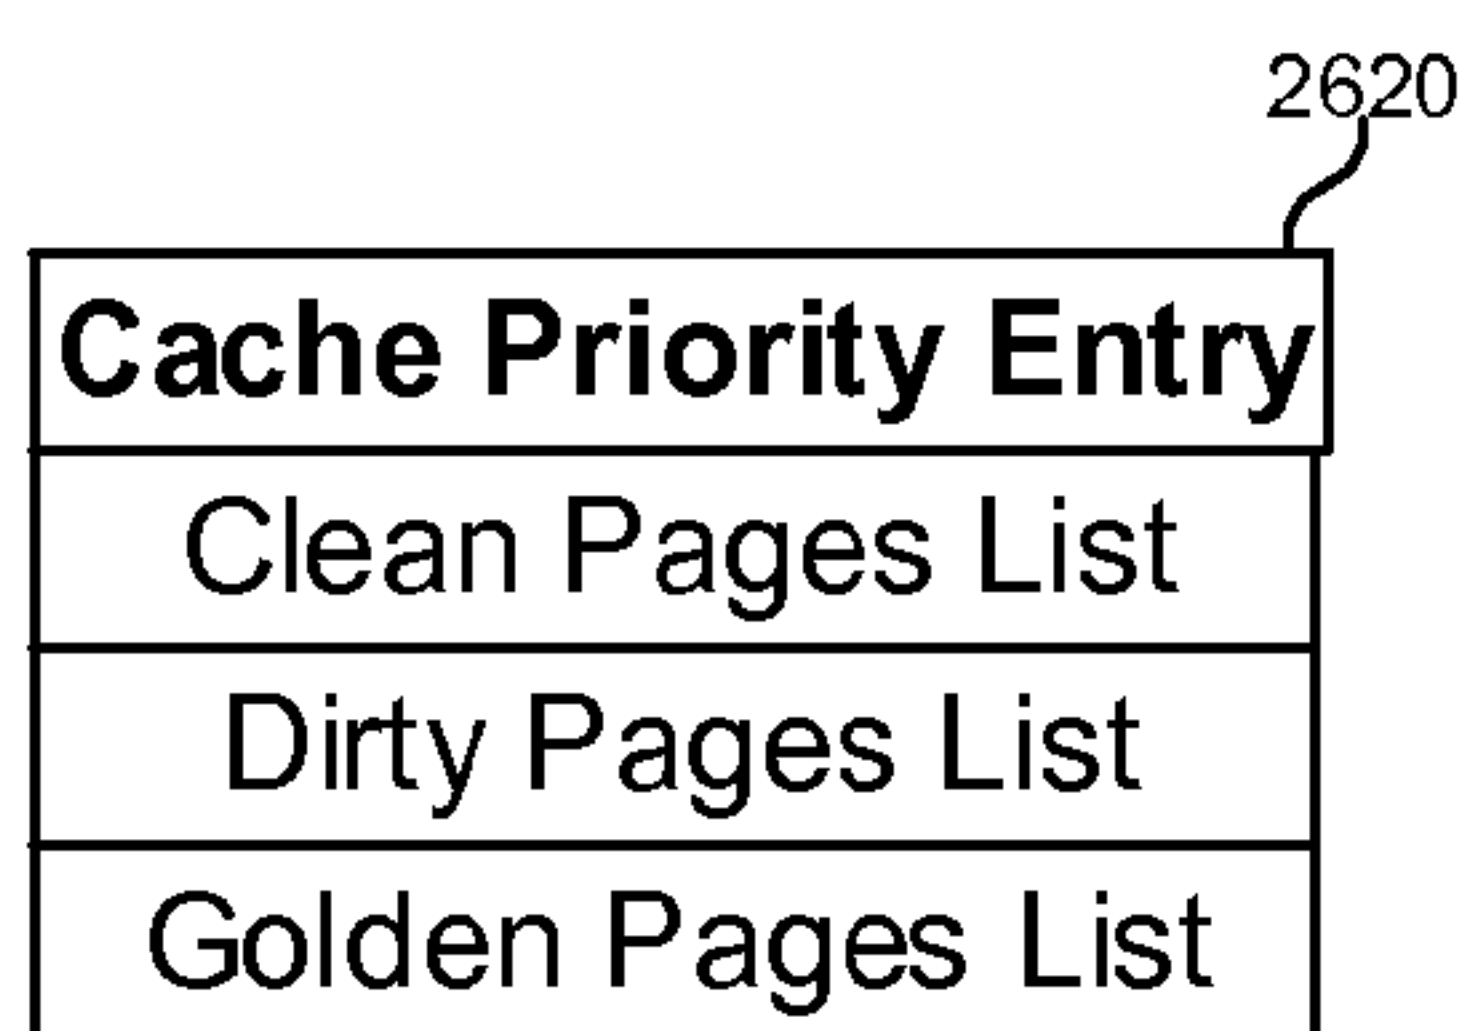 2620
Cache Priority Entry
Clean Pages List
Dirty Pages List
Golden Pages List